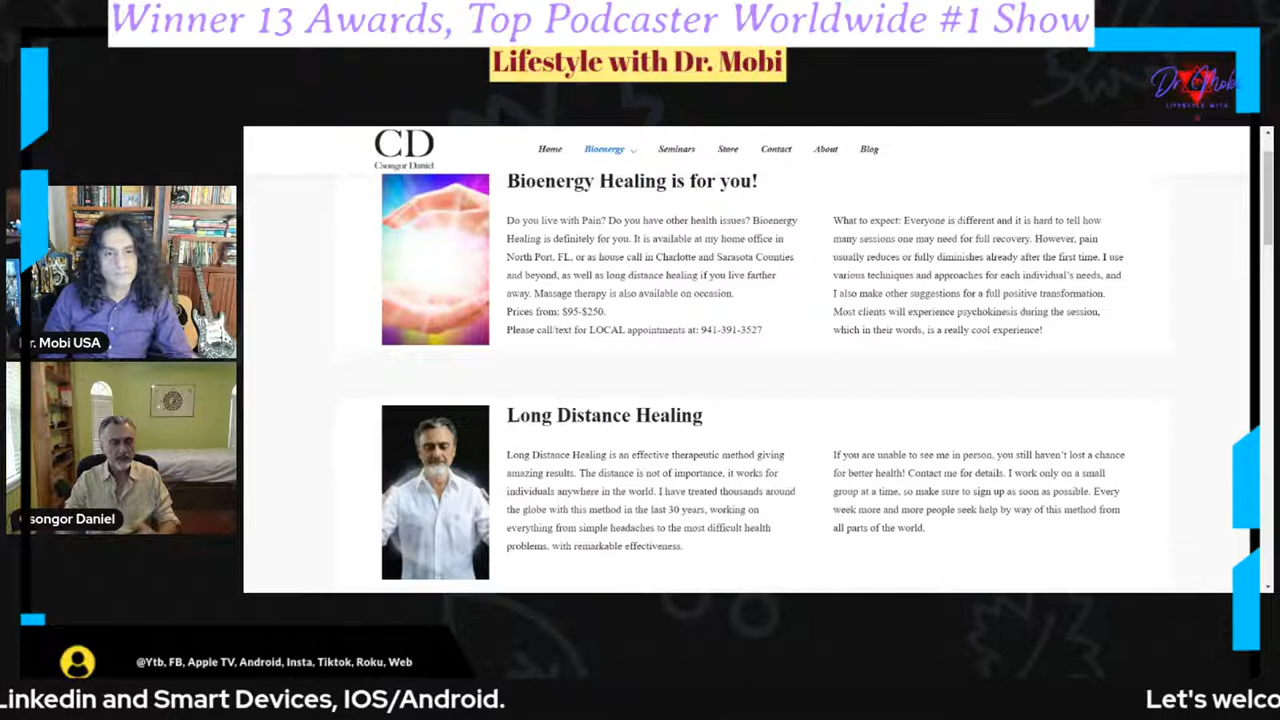 Winner 13 Awards, Top Podcaster Worldwide #1 Show
Lifestyle with Dr. Mobi
Dr. Mobi
LIFESTYLE WITH
CD
Csongor Daniel
Home Bioenergy Seminars Store Contact About Blog
Bioenergy Healing is for you!
Do you live with Pain? Do you have other health issues? Bioenergy
Healing is definitely for you. It is available at my home office in
North Port, FL, or as house call in Charlotte and Sarasota Counties
and beyond, as well as long distance healing if you live farther
away. Massage therapy is also available on occasion.
Prices from: $95-$250.
Please call/text for LOCAL appointments at: 941-391-3527
What to expect: Everyone is different and it is hard to tell how
many sessions one may need for full recovery. However, pain
usually reduces or fully diminishes already after the first time. I use
various techniques and approaches for each individual's needs, and
I also make other suggestions for a full positive transformation.
Most clients will experience psychokinesis during the session,
which in their words, is a really cool experience!
r. Mobi USA
Long Distance Healing
Long Distance Healing is an effective therapeutic method giving
amazing results. The distance is not of importance, it works for
individuals anywhere in the world. I have treated thousands around
the globe with this method in the last 30 years, working on
everything from simple headaches to the most difficult health
problems, with remarkable effectiveness.
If you are unable to see me in person, you still haven't lost a chance
for better health! Contact me for details. I work only on a small
group at a time, so make sure to sign up as soon as possible. Every
week more and more people seek help by way of this method from
all parts of the world.
songor Daniel
@Ytb, FB, Apple TV, Android, Insta, Tiktok, Roku, Web
Linkedin and Smart Devices, IOS/Android.
Let's welco